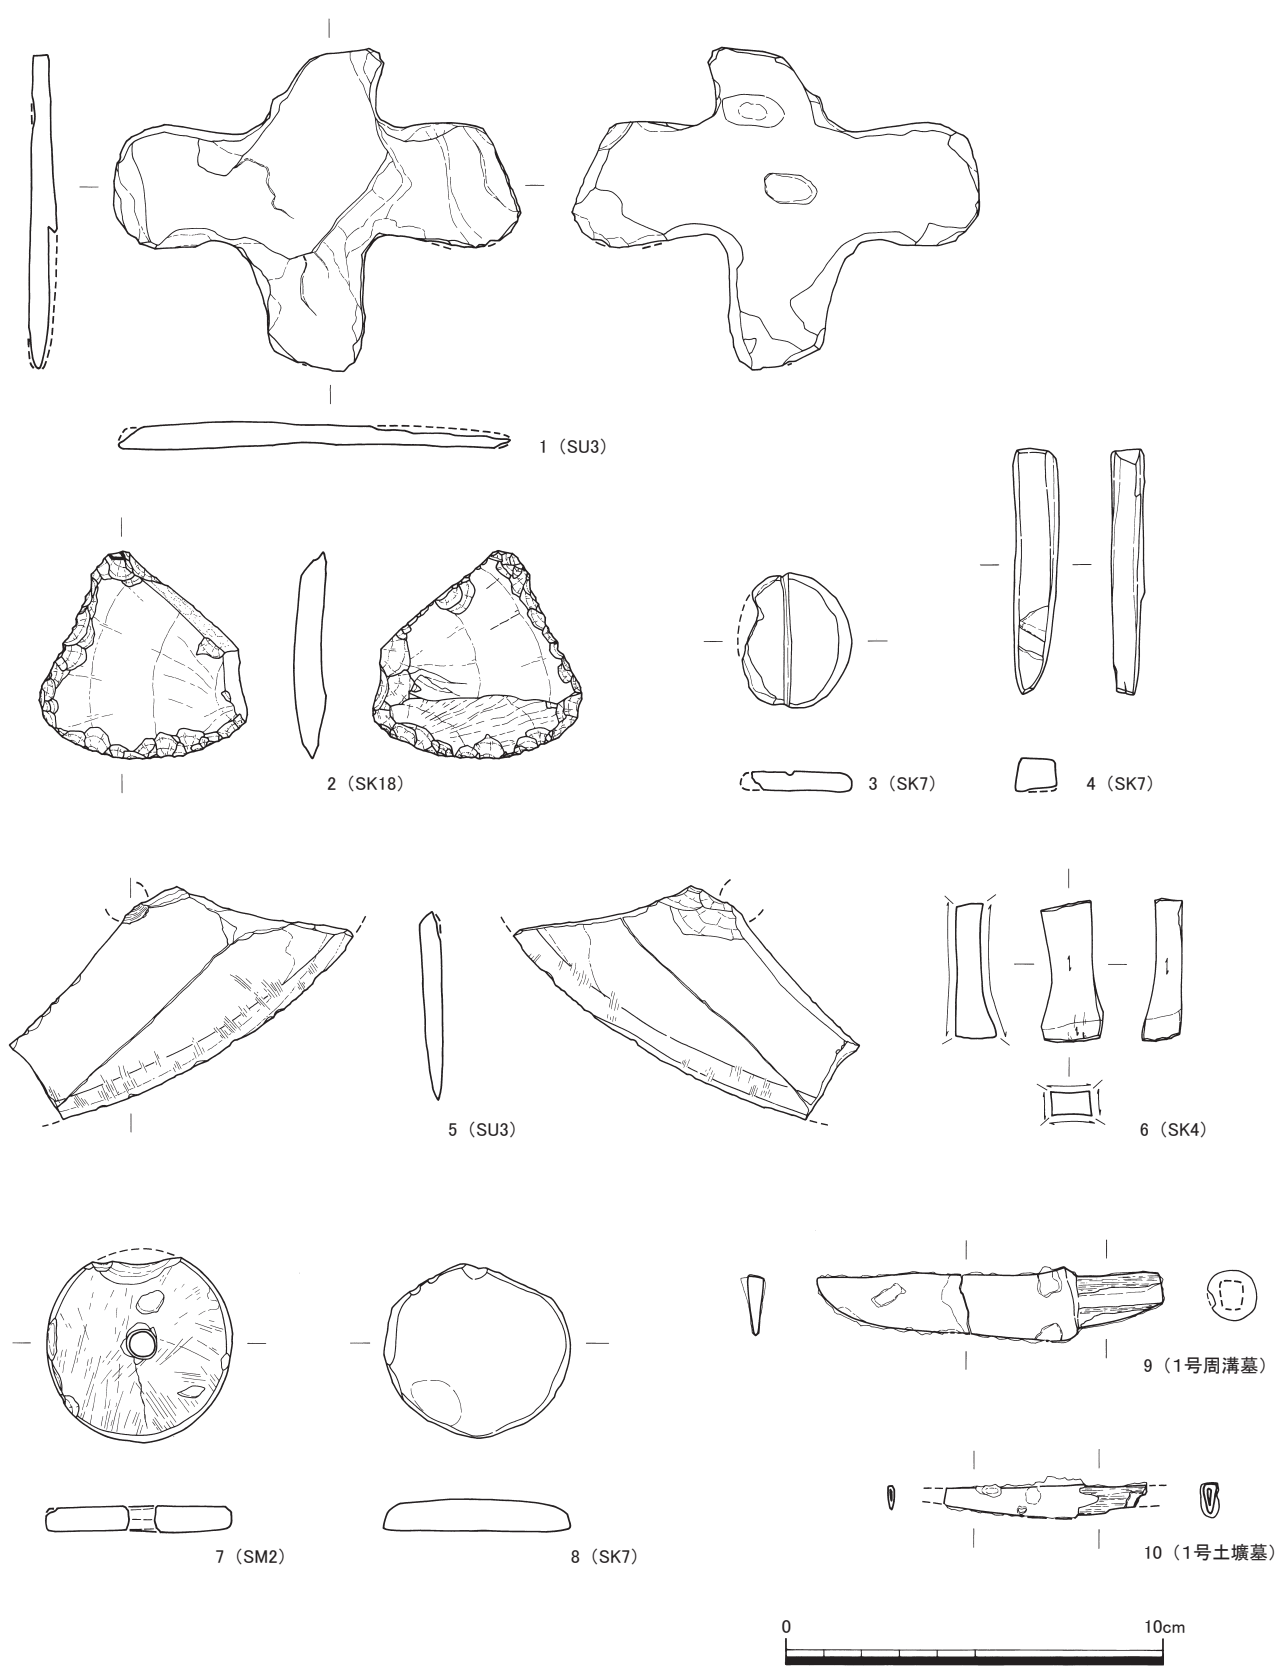 1（SU3）
2（SK18）
3（SK7）
4（SK7）
5（SU3）
6（SK4）
7（SM2）
8（SK7）
9（1号周溝墓）
10（1号土壙墓）
0 10cm